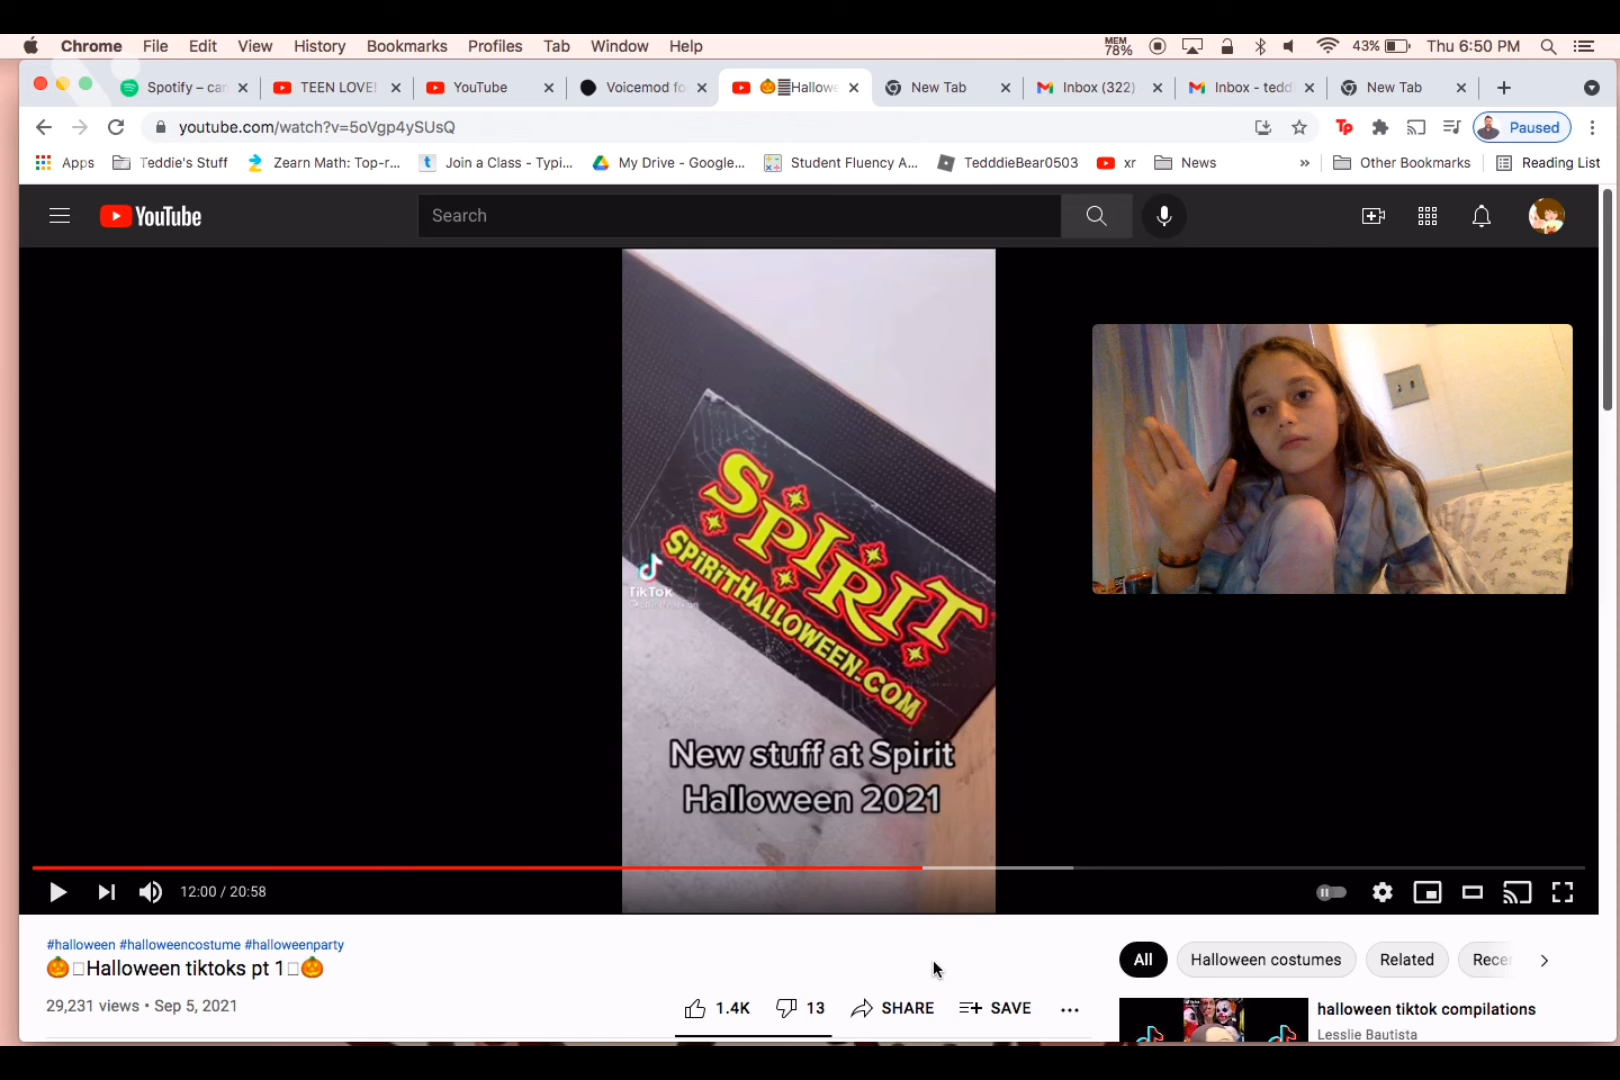 Chrome File Edit View History Bookmarks Profiles Tab Window Help MEM 78% 43% Thu 6:50 PM
Spotify – can TEEN LOVE! YouTube Voicemod fo 🎃Hallowe New Tab Inbox (322) Inbox - tedd New Tab
youtube.com/watch?v=5oVgp4ySUsQ Tp Paused
Apps Teddie's Stuff Zearn Math: Top-r... t Join a Class - Typi... My Drive - Google... Student Fluency A... TedddieBear0503 xr News » Other Bookmarks Reading List
YouTube Search
SPIRIT
SPIRITHALLOWEEN.COM
TikTok
New stuff at Spirit
Halloween 2021
12:00 / 20:58
#halloween #halloweencostume #halloweenparty
🎃Halloween tiktoks pt 1🎃
29,231 views • Sep 5, 2021
1.4K 13 SHARE SAVE ...
All Halloween costumes Related Rece
halloween tiktok compilations
Lesslie Bautista